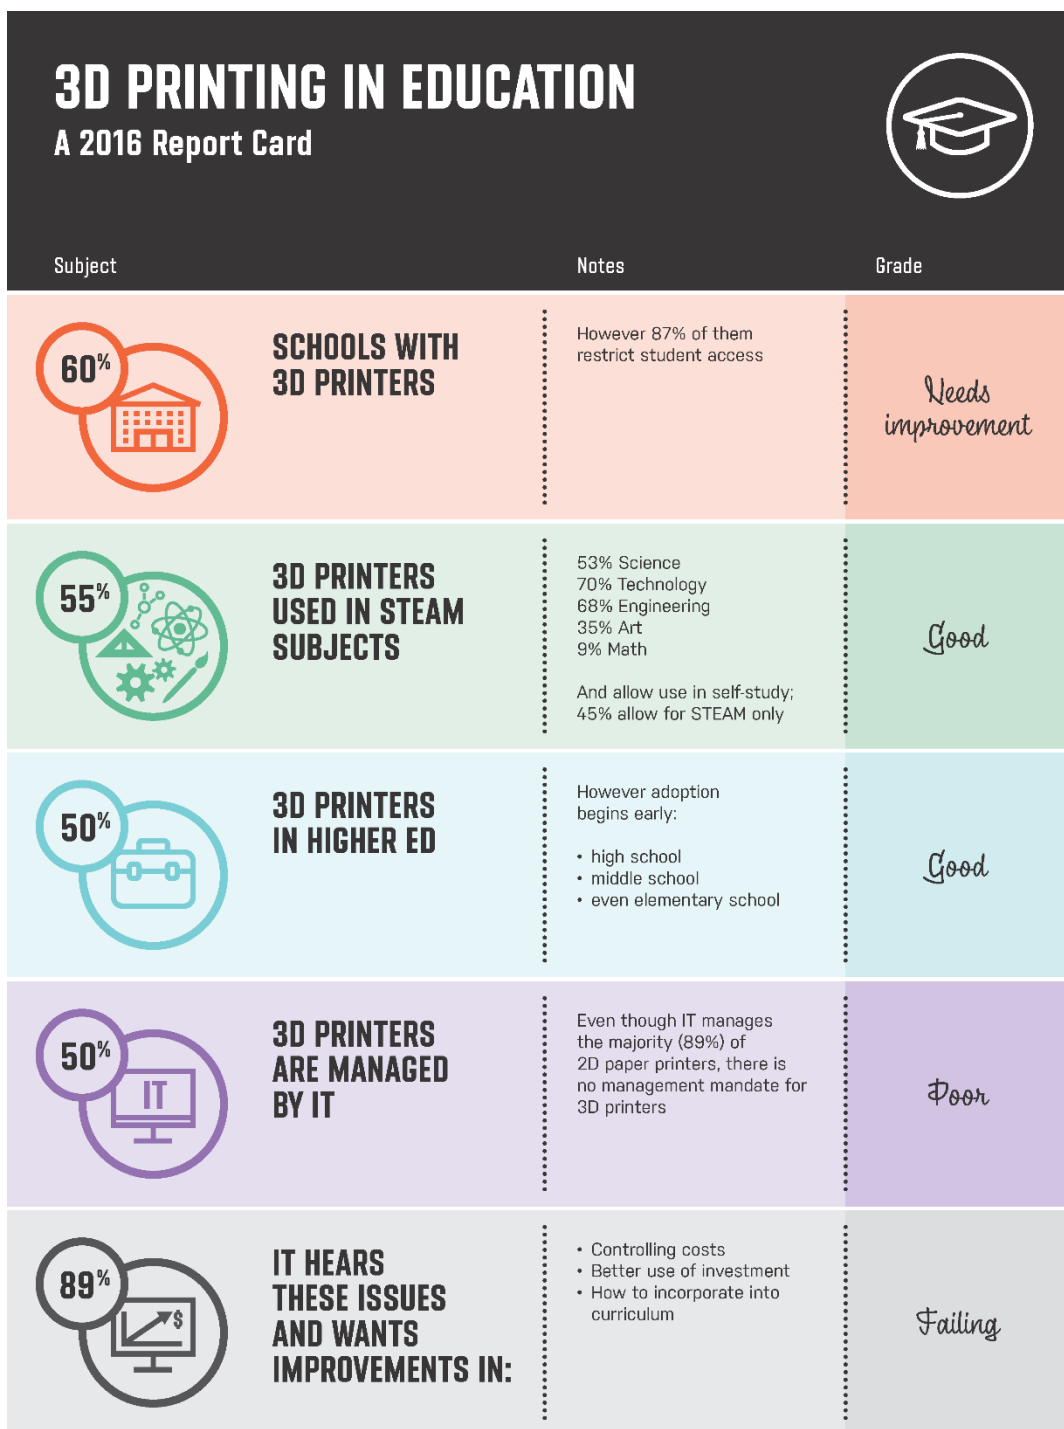 3D PRINTING IN EDUCATION
A 2016 Report Card
Subject
Notes
Grade
60%
SCHOOLS WITH
3D PRINTERS
However 87% of them
restrict student access
Needs
improvement
55%
3D PRINTERS
USED IN STEAM
SUBJECTS
53% Science
70% Technology
68% Engineering
35% Art
9% Math
And allow use in self-study;
45% allow for STEAM only
Good
50%
3D PRINTERS
IN HIGHER ED
However adoption
begins early:
• high school
• middle school
• even elementary school
Good
50%
IT
3D PRINTERS
ARE MANAGED
BY IT
Even though IT manages
the majority (89%) of
2D paper printers, there is
no management mandate for
3D printers
Poor
89%
$
IT HEARS
THESE ISSUES
AND WANTS
IMPROVEMENTS IN:
• Controlling costs
• Better use of investment
• How to incorporate into
curriculum
Failing